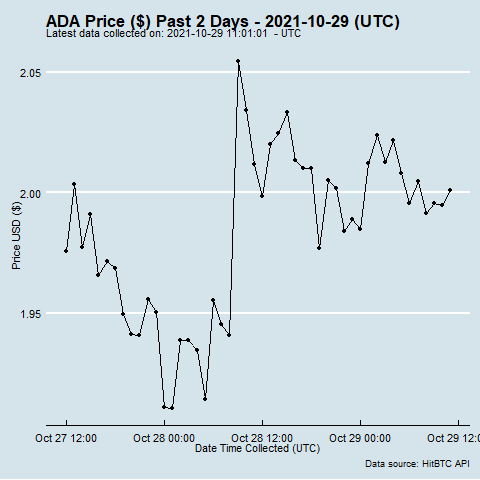 ADA Price ($) Past 2 Days - 2021-10-29 (UTC)
Latest data collected on: 2021-10-29 11:01:01 - UTC
2.05
2.00
1.95
Price USD ($)
Oct 27 12:00 Oct 28 00:00 Oct 28 12:00 Oct 29 00:00 Oct 29 12
Date Time Collected (UTC)
Data source: HitBTC API